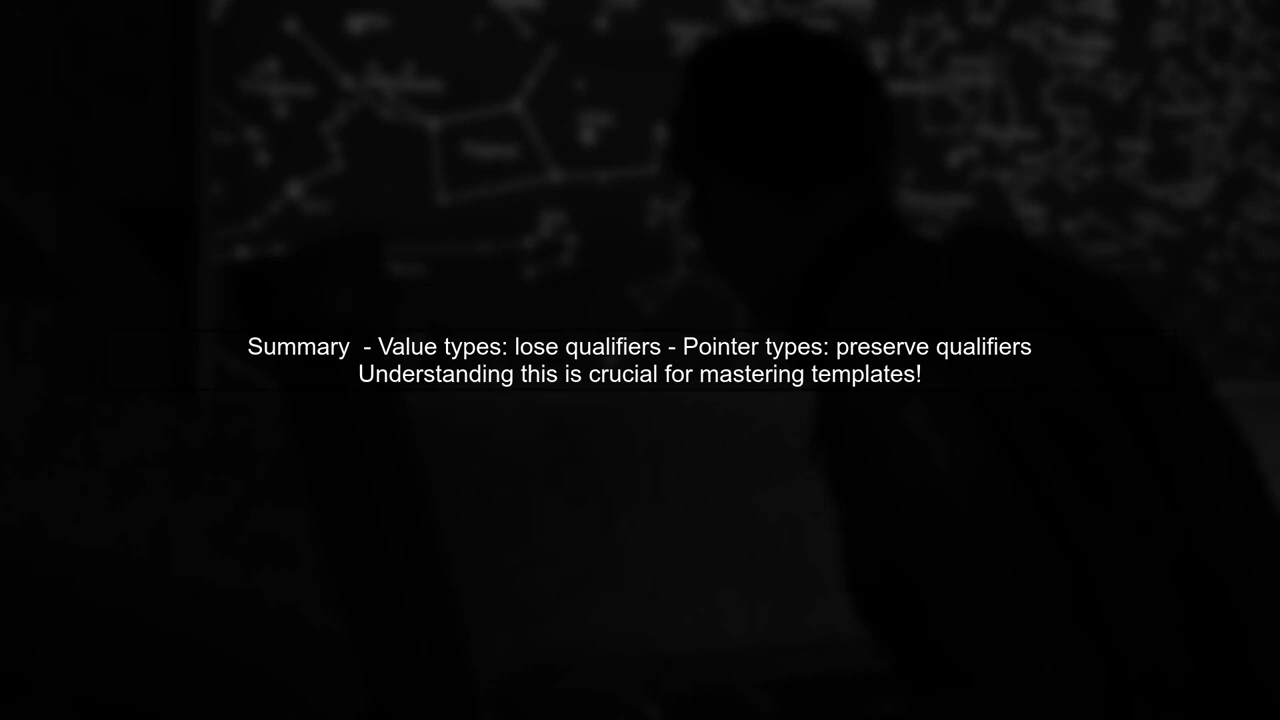 Summary  - Value types: lose qualifiers - Pointer types: preserve qualifiers
Understanding this is crucial for mastering templates!